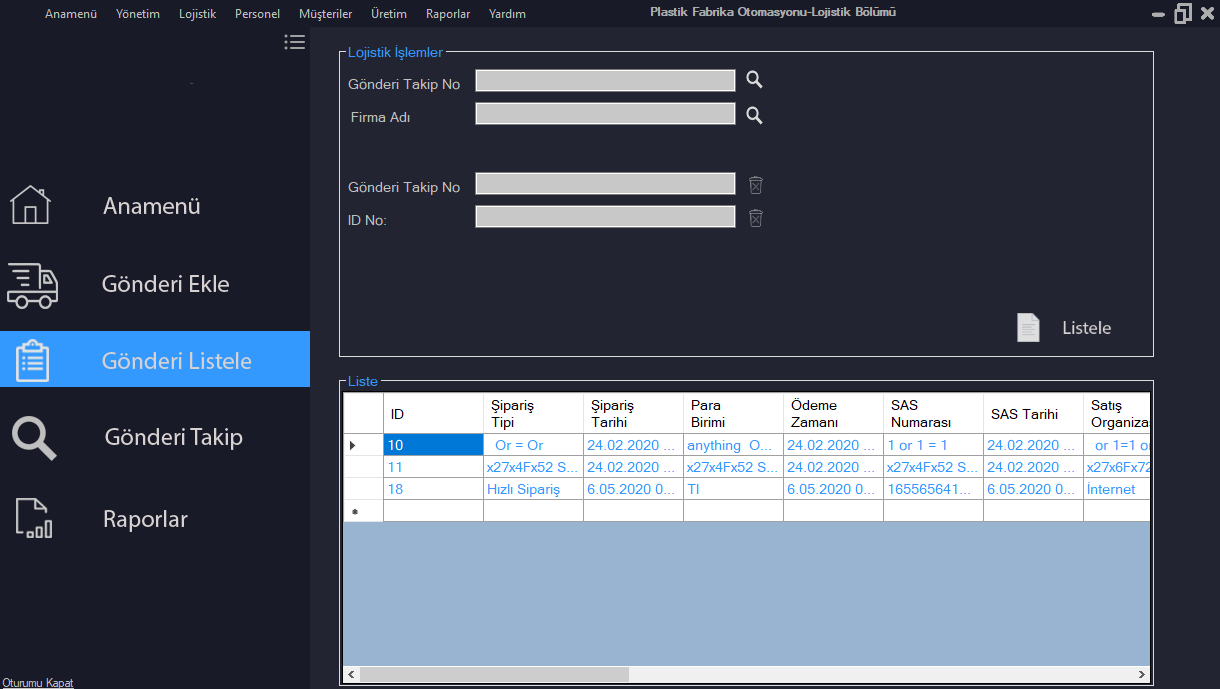 Anamenü Yönetim Lojistik Personel Müşteriler Üretim Raporlar Yardım
Plastik Fabrika Otomasyonu-Lojistik Bölümü
Anamenü
Gönderi Ekle
Gönderi Listele
Gönderi Takip
Raporlar
Oturumu Kapat
Lojistik İşlemler
Gönderi Takip No
Firma Adı
Gönderi Takip No
ID No:
Listele
Liste
ID Şipariş Tipi Şipariş Tarihi Para Birimi Ödeme Zamanı SAS Numarası SAS Tarihi Satış Organiza
10 Or = Or 24.02.2020 ... anything O... 24.02.2020 ... 1 or 1 = 1 24.02.2020 ... or 1=1 or
11 x27x4Fx52 S... 24.02.2020 ... x27x4Fx52 S... 24.02.2020 ... x27x4Fx52 S... 24.02.2020 ... x27x6Fx72
18 Hızlı Sipariş 6.05.2020 0... Tl 6.05.2020 0... 165565641... 6.05.2020 0... İnternet